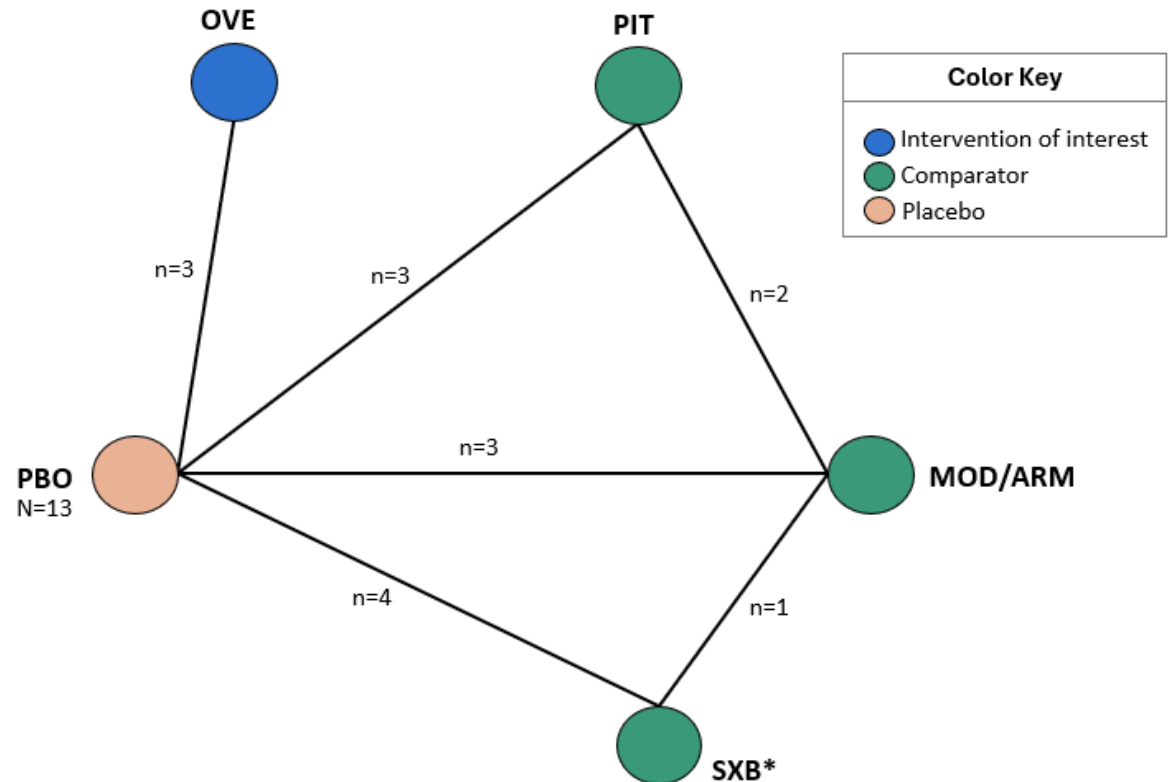 OVE
PIT
Color Key
Intervention of interest
Comparator
Placebo
n=3
n=3
n=2
n=3
PBO
N=13
MOD/ARM
n=4
n=1
SXB*